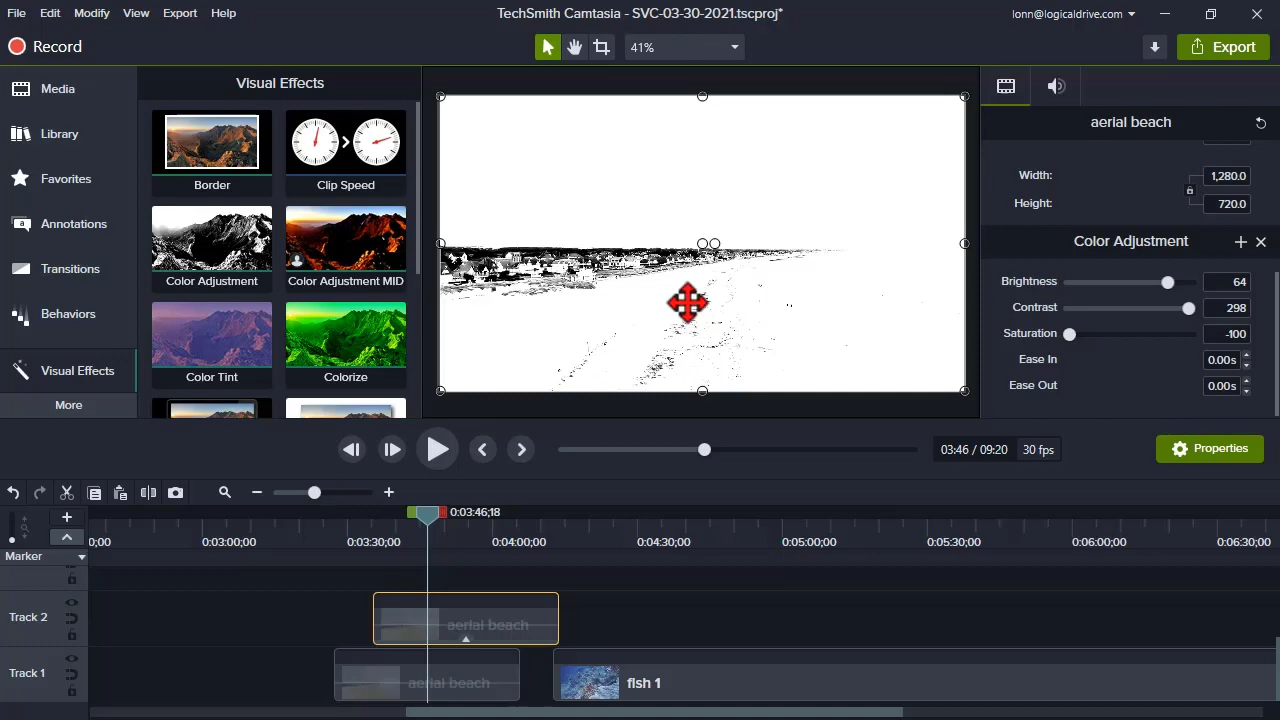 File Edit Modify View Export Help TechSmith Camtasia - SVC-03-30-2021.tscproj* lonn@logicaldrive.com
Record 41% Export
Media
Library
Favorites
Annotations
Transitions
Behaviors
Visual Effects
More
Visual Effects
Border Clip Speed
Color Adjustment Color Adjustment MID
Color Tint Colorize
aerial beach
Width: 1,280.0
Height: 720.0
Color Adjustment
Brightness 64
Contrast 298
Saturation -100
Ease In 0.00s
Ease Out 0.00s
03:46 / 09:20 30 fps Properties
0:03:46;18
0;00 0:03:00;00 0:03:30;00 0:04:00;00 0:04:30;00 0:05:00;00 0:05:30;00 0:06:00;00 0:06:30;00
Marker
Track 2 aerial beach
Track 1 aerial beach fish 1